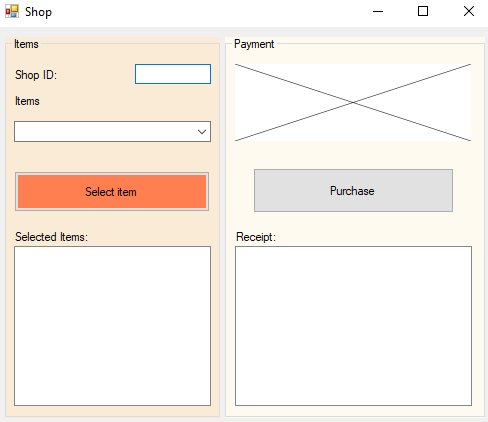 Shop
Items
Shop ID:
Items
Select item
Selected Items:
Payment
Purchase
Receipt: